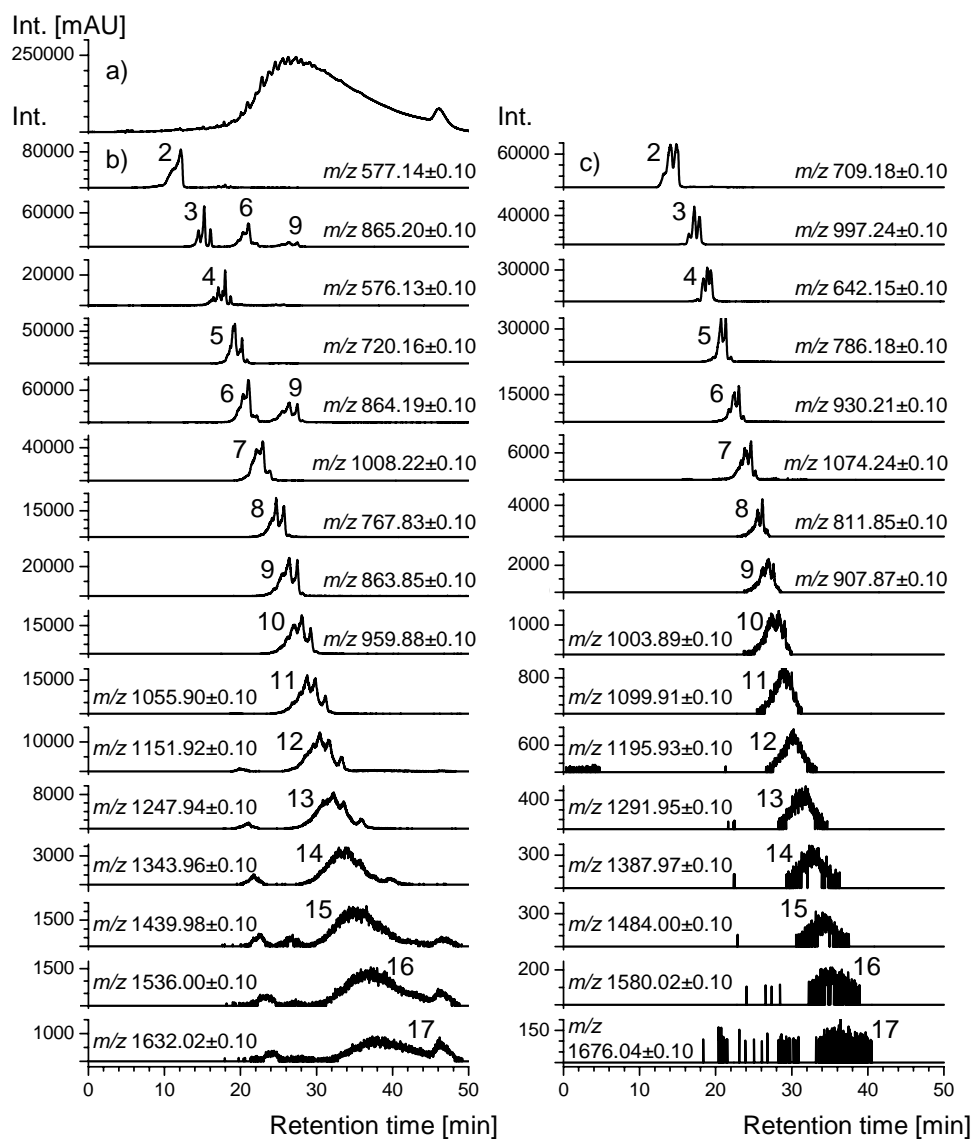 Int. [mAU]
250000
a)
Int.
Int.
80000
b)
2
m/z 577.14±0.10
60000
3
6
9
m/z 865.20±0.10
20000
4
m/z 576.13±0.10
50000
5
m/z 720.16±0.10
60000
6
9
m/z 864.19±0.10
40000
7
m/z 1008.22±0.10
15000
8
m/z 767.83±0.10
20000
9
m/z 863.85±0.10
15000
10
m/z 959.88±0.10
15000
m/z 1055.90±0.10
11
10000
m/z 1151.92±0.10
12
8000
m/z 1247.94±0.10
13
3000
m/z 1343.96±0.10
14
1500
m/z 1439.98±0.10
15
1500
m/z 1536.00±0.10
16
1000
m/z 1632.02±0.10
17
0 10 20 30 40 50
Retention time [min]
60000
2
c)
m/z 709.18±0.10
40000
3
m/z 997.24±0.10
30000
4
m/z 642.15±0.10
30000
5
m/z 786.18±0.10
15000
6
m/z 930.21±0.10
6000
7
m/z 1074.24±0.10
4000
8
m/z 811.85±0.10
2000
9
m/z 907.87±0.10
1000
10
m/z 1003.89±0.10
800
11
m/z 1099.91±0.10
600
12
m/z 1195.93±0.10
400
13
m/z 1291.95±0.10
300
14
m/z 1387.97±0.10
300
15
m/z 1484.00±0.10
200
16
m/z 1580.02±0.10
150
m/z
17
1676.04±0.10
0 10 20 30 40 50
Retention time [min]